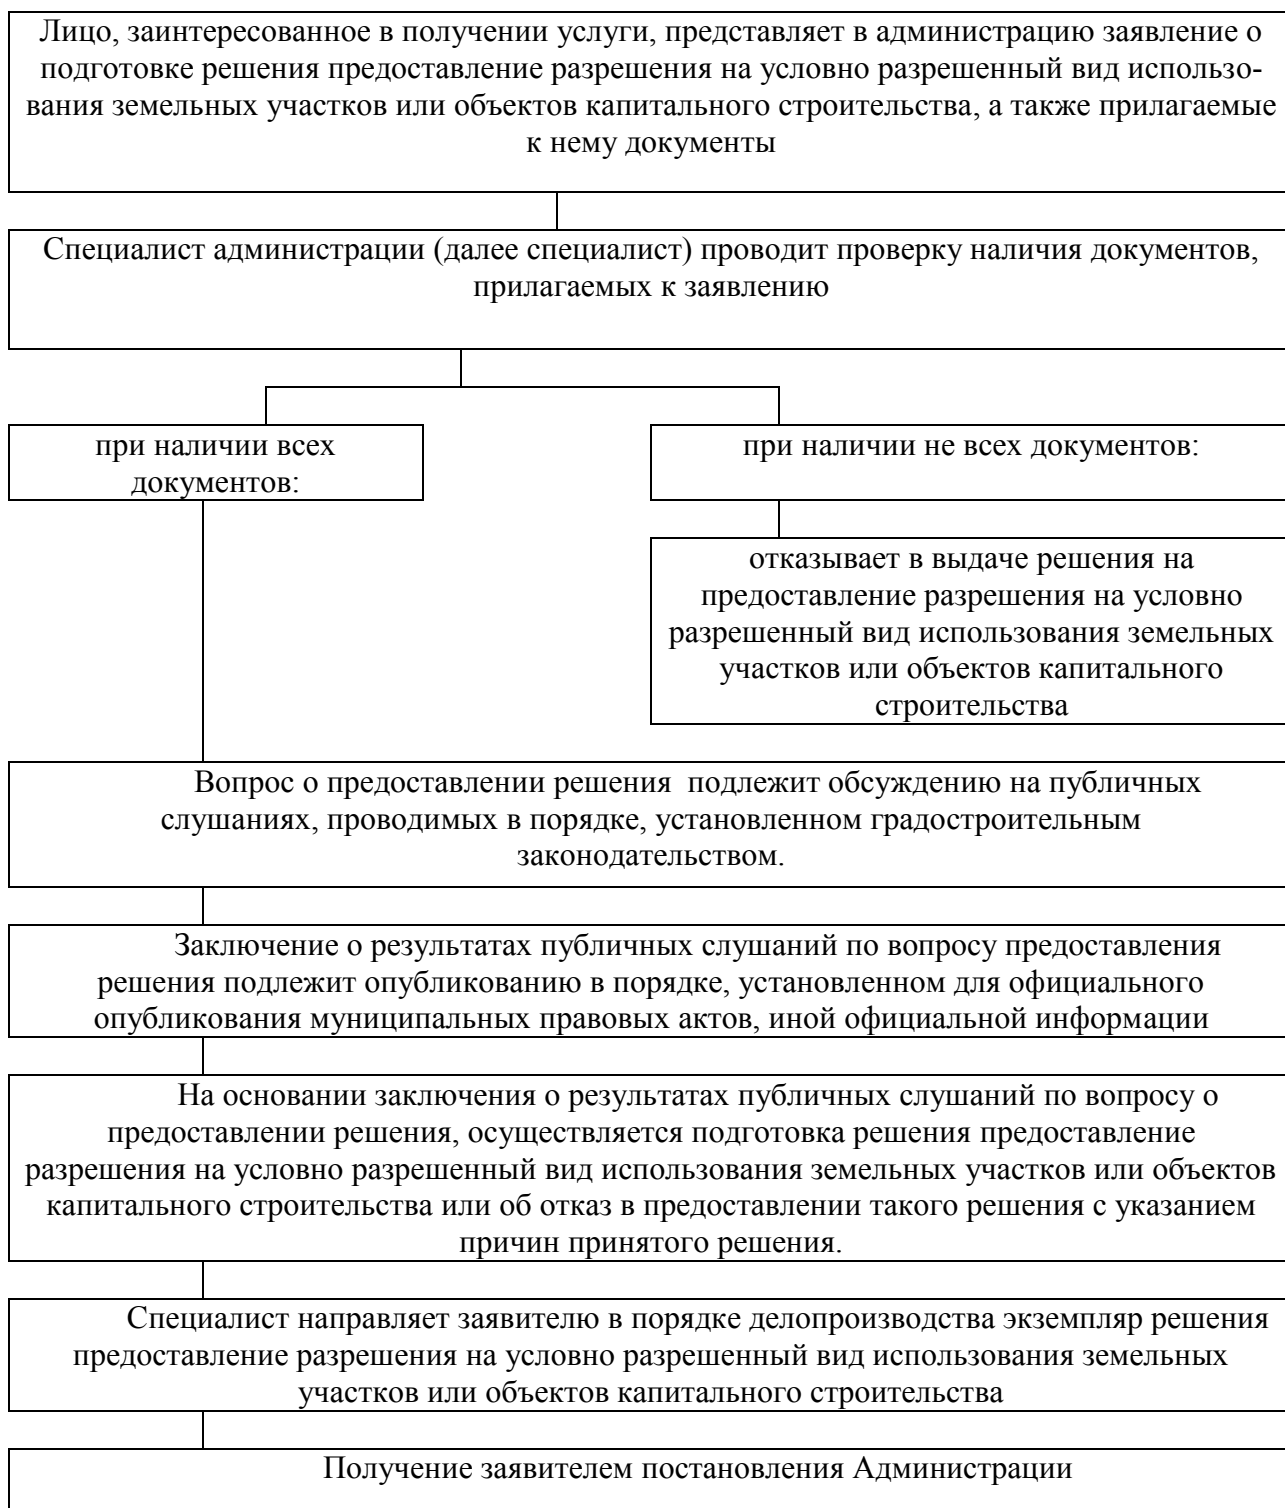 Лицо, заинтересованное в получении услуги, представляет в администрацию заявление о
подготовке решения предоставление разрешения на условно разрешенный вид использо-
вания земельных участков или объектов капитального строительства, а также прилагаемые
к нему документы
Специалист администрации (далее специалист) проводит проверку наличия документов,
прилагаемых к заявлению
при наличии всех
документов:
при наличии не всех документов:
отказывает в выдаче решения на
предоставление разрешения на условно
разрешенный вид использования земельных
участков или объектов капитального
строительства
Вопрос о предоставлении решения  подлежит обсуждению на публичных
слушаниях, проводимых в порядке, установленном градостроительным
законодательством.
Заключение о результатах публичных слушаний по вопросу предоставления
решения подлежит опубликованию в порядке, установленном для официального
опубликования муниципальных правовых актов, иной официальной информации
На основании заключения о результатах публичных слушаний по вопросу о
предоставлении решения, осуществляется подготовка решения предоставление
разрешения на условно разрешенный вид использования земельных участков или объектов
капитального строительства или об отказ в предоставлении такого решения с указанием
причин принятого решения.
Специалист направляет заявителю в порядке делопроизводства экземпляр решения
предоставление разрешения на условно разрешенный вид использования земельных
участков или объектов капитального строительства
Получение заявителем постановления Администрации